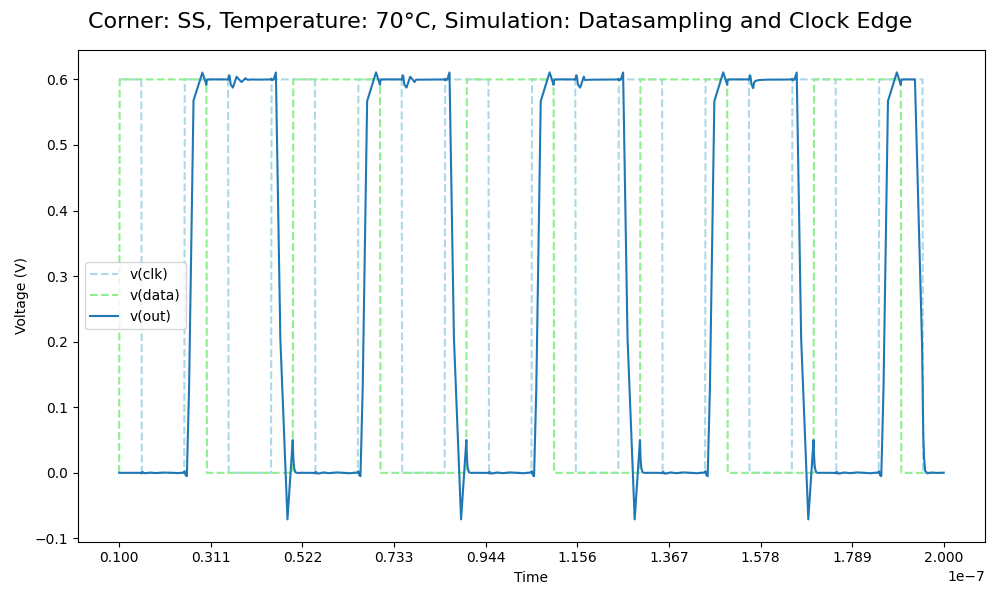 Corner: SS, Temperature: 70°C, Simulation: Datasampling and Clock Edge
Voltage (V)
0.6
0.5
0.4
0.3
0.2
0.1
0.0
−0.1
v(clk)
v(data)
v(out)
0.100 0.311 0.522 0.733 0.944 1.156 1.367 1.578 1.789 2.000
Time
1e−7